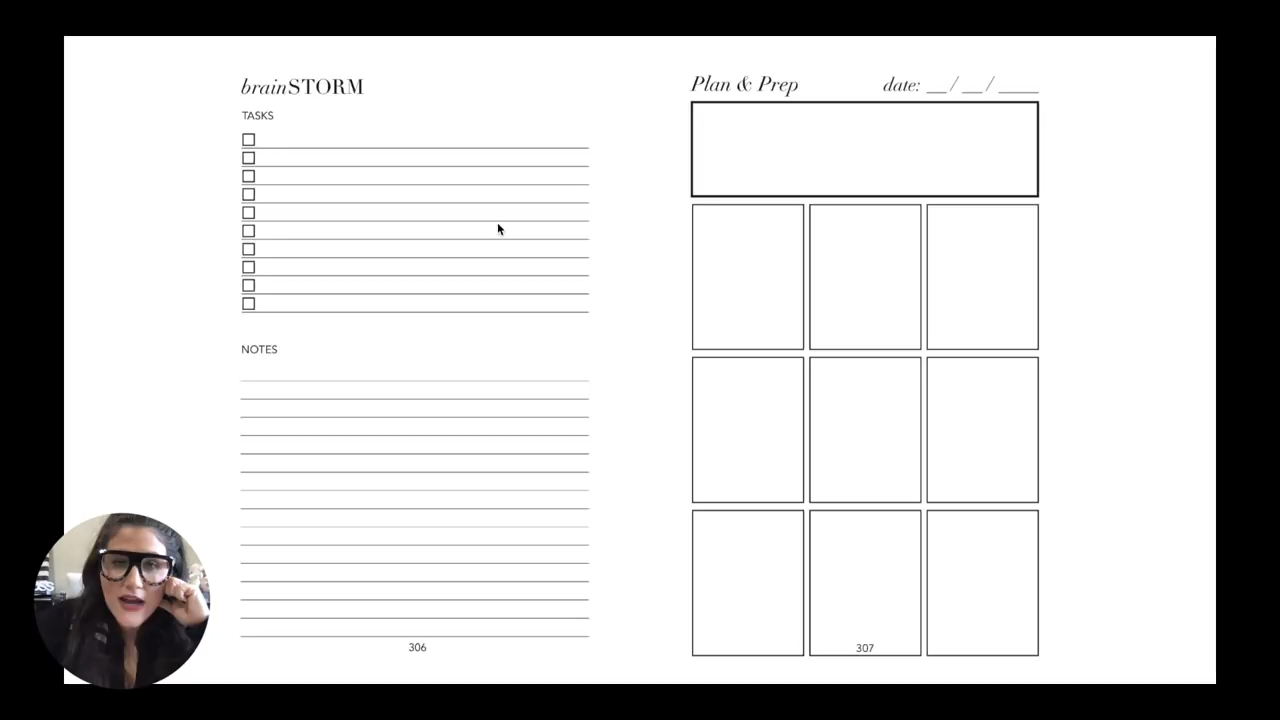 brainSTORM
TASKS
NOTES
306
Plan & Prep date: __ / __ / ____
307